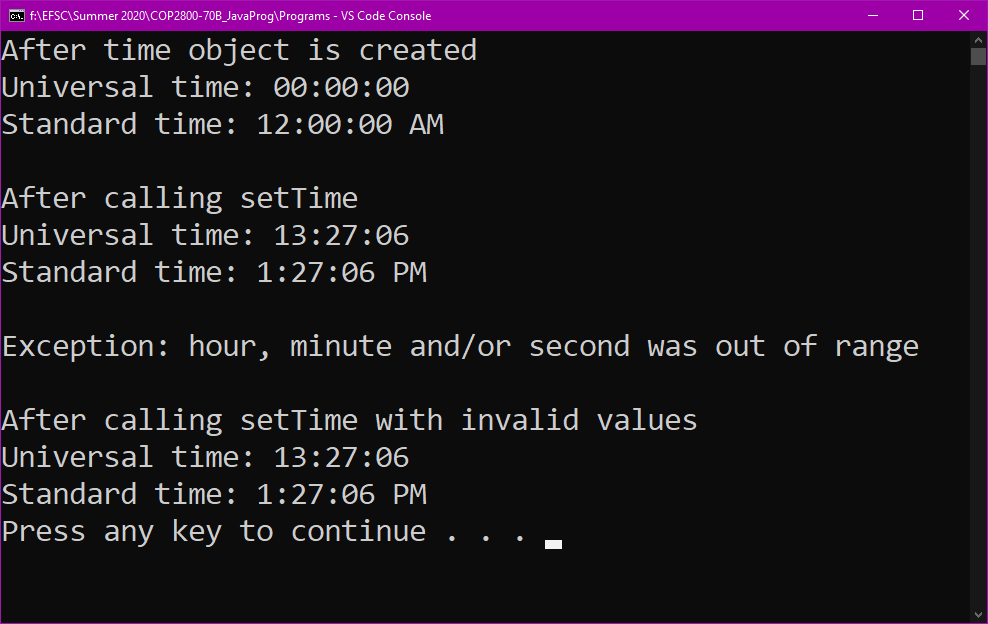 f:\EFSC\Summer 2020\COP2800-70B_JavaProg\Programs - VS Code Console
After time object is created
Universal time: 00:00:00
Standard time: 12:00:00 AM
After calling setTime
Universal time: 13:27:06
Standard time: 1:27:06 PM
Exception: hour, minute and/or second was out of range
After calling setTime with invalid values
Universal time: 13:27:06
Standard time: 1:27:06 PM
Press any key to continue . . .